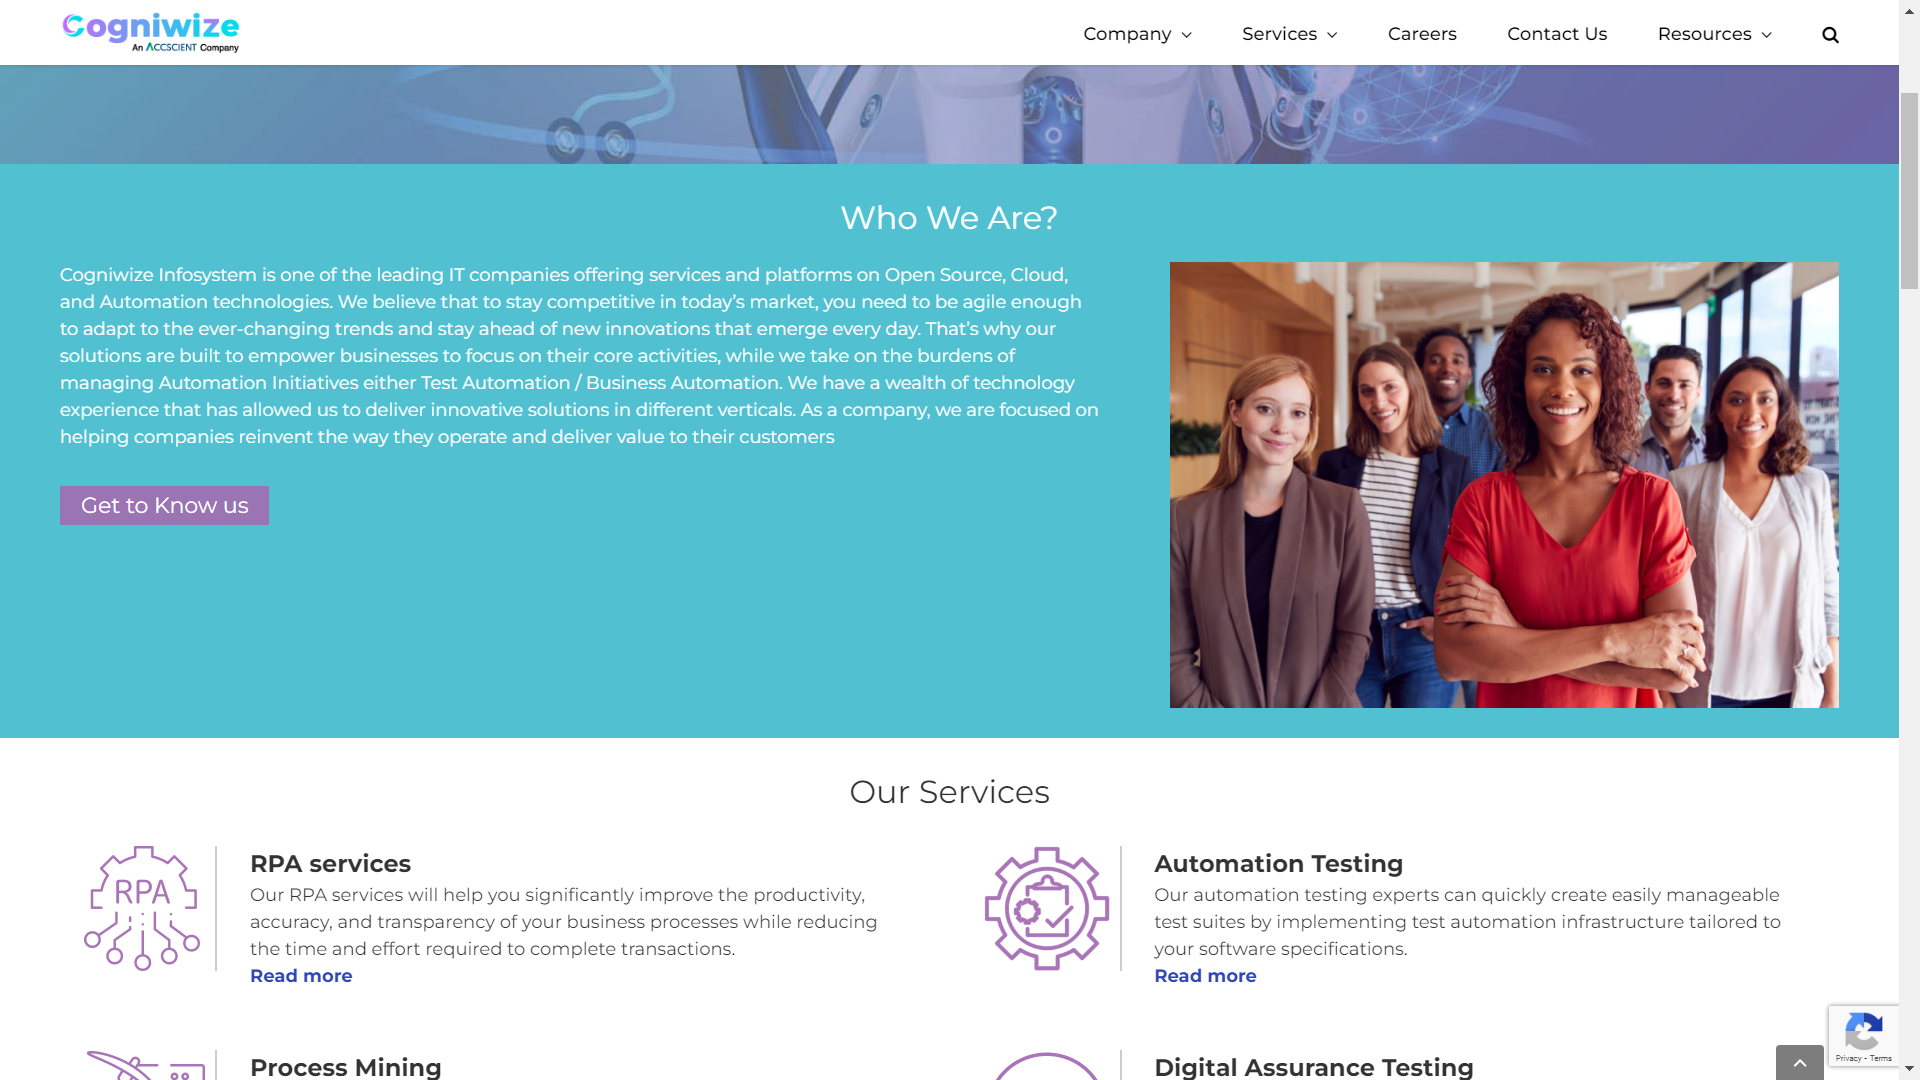 Cogniwize
An ACCSCIENT Company
Company
Services
Careers
Contact Us
Resources
Who We Are?
Cogniwize Infosystem is one of the leading IT companies offering services and platforms on Open Source, Cloud,
and Automation technologies. We believe that to stay competitive in today’s market, you need to be agile enough
to adapt to the ever-changing trends and stay ahead of new innovations that emerge every day. That’s why our
solutions are built to empower businesses to focus on their core activities, while we take on the burdens of
managing Automation Initiatives either Test Automation / Business Automation. We have a wealth of technology
experience that has allowed us to deliver innovative solutions in different verticals. As a company, we are focused on
helping companies reinvent the way they operate and deliver value to their customers
Get to Know us
Our Services
RPA
RPA services
Our RPA services will help you significantly improve the productivity,
accuracy, and transparency of your business processes while reducing
the time and effort required to complete transactions.
Read more
Automation Testing
Our automation testing experts can quickly create easily manageable
test suites by implementing test automation infrastructure tailored to
your software specifications.
Read more
Process Mining
Digital Assurance Testing
Privacy - Terms